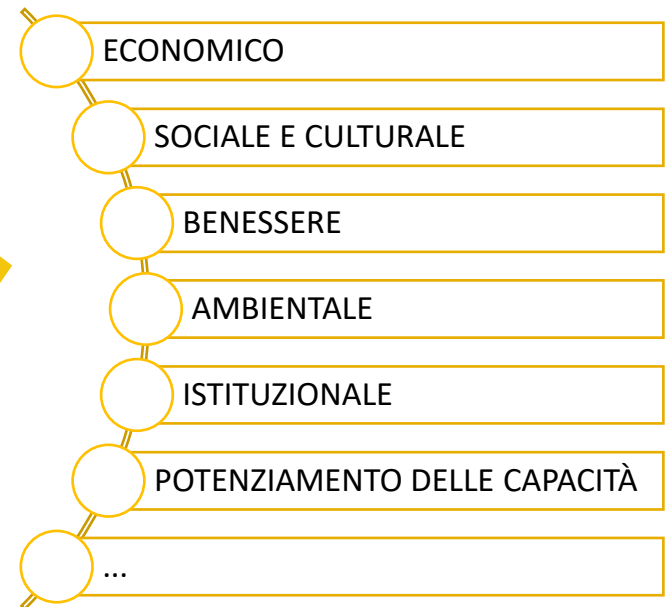 ECONOMICO
SOCIALE E CULTURALE
BENESSERE
AMBIENTALE
ISTITUZIONALE
POTENZIAMENTO DELLE CAPACITÀ
...